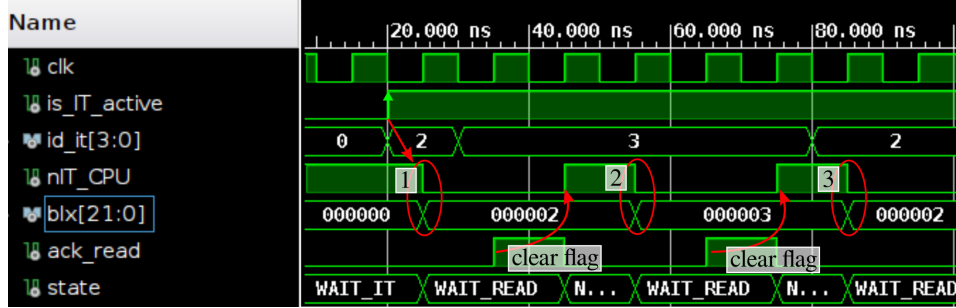 Name
20.000 ns 40.000 ns 60.000 ns 80.000 ns
clk
is_IT_active
id_it[3:0] 0 2 3 2
nIT_CPU 1 2 3
blx[21:0] 000000 000002 000003 000002
ack_read clear flag clear flag
state WAIT_IT WAIT_READ N... WAIT_READ N... WAIT_READ